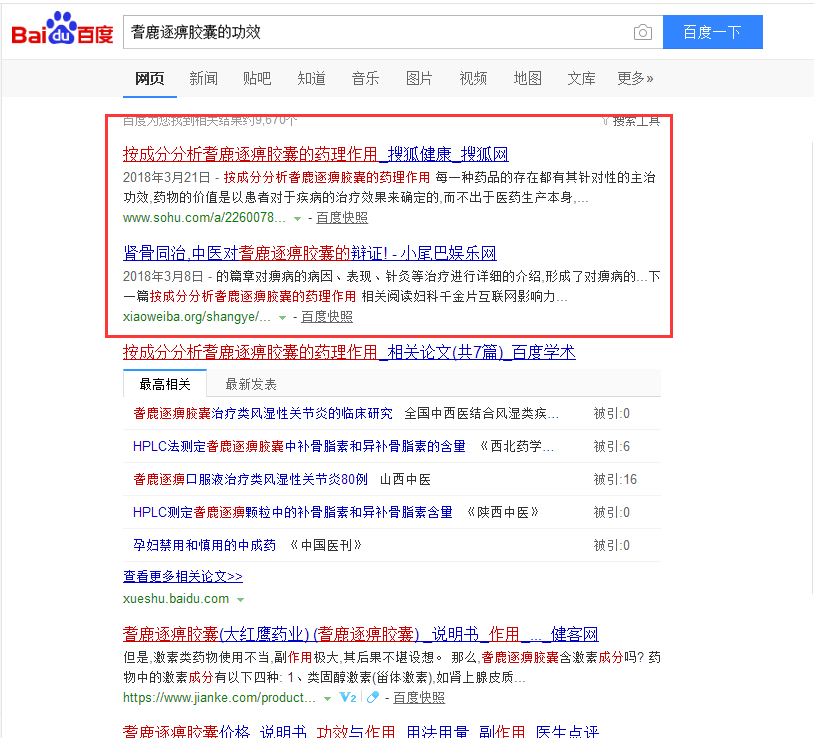 Bai du 百度 耆鹿逐痹胶囊的功效 百度一下
网页 新闻 贴吧 知道 音乐 图片 视频 地图 文库 更多»
百度为您找到相关结果约9,670个 搜索工具
按成分分析耆鹿逐痹胶囊的药理作用_搜狐健康_搜狐网
2018年3月21日 - 按成分分析耆鹿逐痹胶囊的药理作用 每一种药品的存在都有其针对性的主治
功效,药物的价值是以患者对于疾病的治疗效果来确定的,而不出于医药生产本身,...
www.sohu.com/a/2260078... - 百度快照
肾骨同治,中医对耆鹿逐痹胶囊的辩证! - 小尾巴娱乐网
2018年3月8日 - 的篇章对痹病的病因、表现、针灸等治疗进行详细的介绍,形成了对痹病的...下
一篇按成分分析耆鹿逐痹胶囊的药理作用 相关阅读妇科千金片互联网影响力...
xiaoweiba.org/shangye/... - 百度快照
按成分分析耆鹿逐痹胶囊的药理作用_相关论文(共7篇)_百度学术
最高相关 最新发表
耆鹿逐痹胶囊治疗类风湿性关节炎的临床研究 全国中西医结合风湿类疾... 被引:0
HPLC法测定耆鹿逐痹胶囊中补骨脂素和异补骨脂素的含量 《西北药学... 被引:6
耆鹿逐痹口服液治疗类风湿性关节炎80例 山西中医 被引:16
HPLC测定耆鹿逐痹颗粒中的补骨脂素和异补骨脂素含量 《陕西中医》 被引:0
孕妇禁用和慎用的中成药 《中国医刊》 被引:0
查看更多相关论文>>
xueshu.baidu.com
耆鹿逐痹胶囊(大红鹰药业) (耆鹿逐痹胶囊) _说明书_作用_..._健客网
但是,激素类药物使用不当,副作用极大,其后果不堪设想。 那么,耆鹿逐痹胶囊含激素成分吗? 药
物中的激素成分有以下四种: 1、类固醇激素(甾体激素),如肾上腺皮质...
https://www.jianke.com/product... V2 - 百度快照
耆鹿逐痹胶囊价格_说明书_功效与作用_用法用量_副作用_医生点评